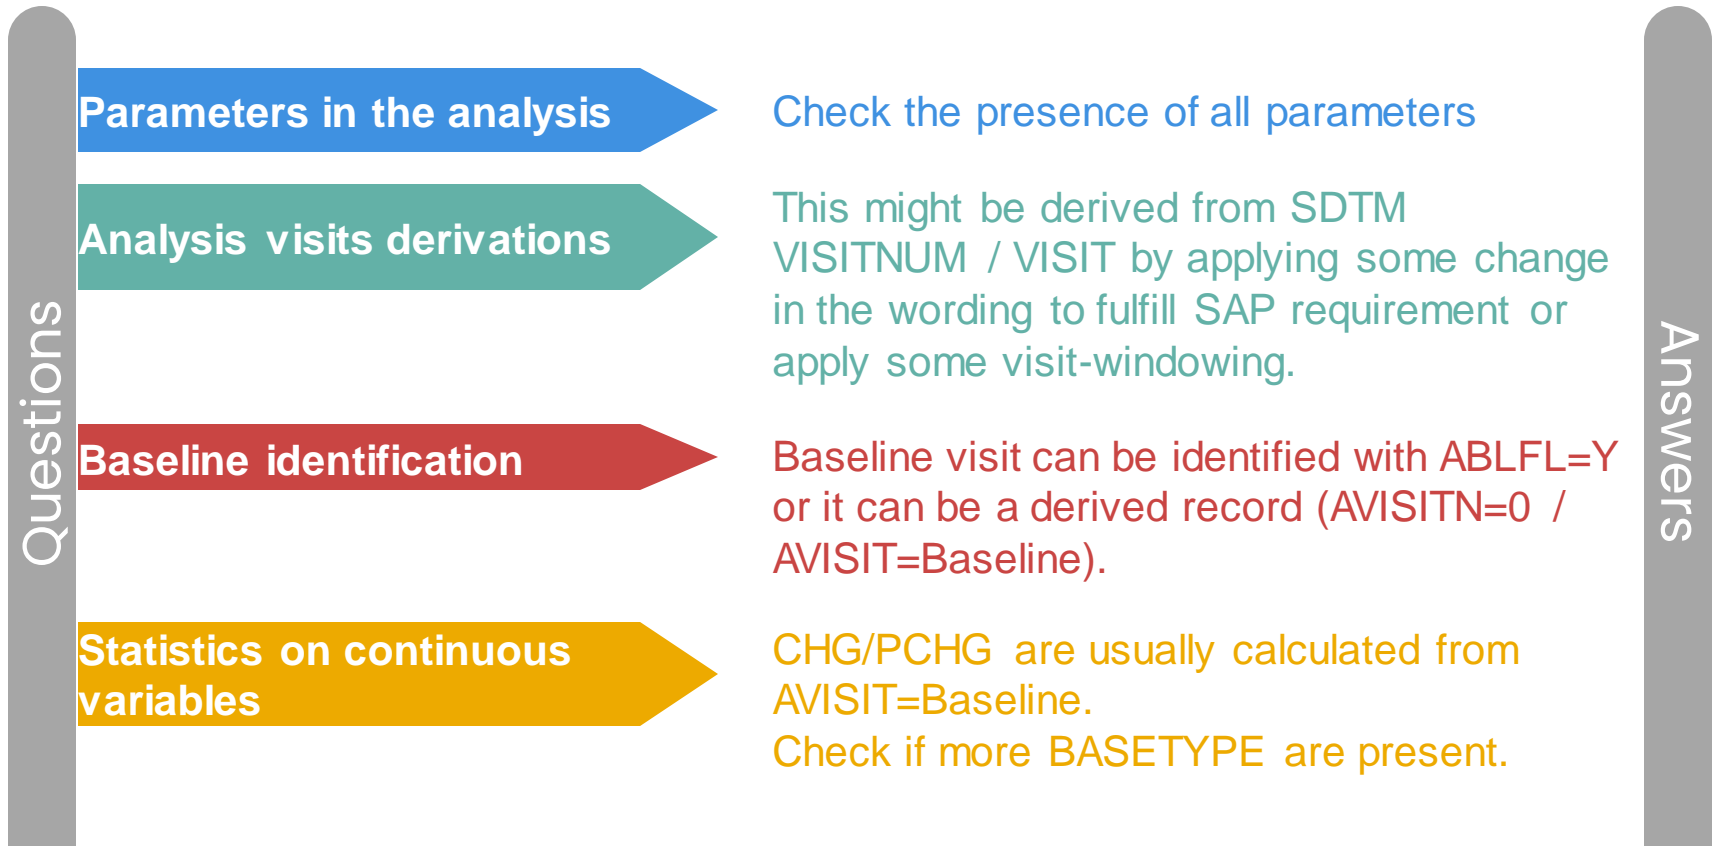 Questions
Parameters in the analysis
Check the presence of all parameters
Analysis visits derivations
This might be derived from SDTM
VISITNUM / VISIT by applying some change
in the wording to fulfill SAP requirement or
apply some visit-windowing.
Baseline identification
Baseline visit can be identified with ABLFL=Y
or it can be a derived record (AVISITN=0 /
AVISIT=Baseline).
Statistics on continuous
variables
CHG/PCHG are usually calculated from
AVISIT=Baseline.
Check if more BASETYPE are present.
Answers